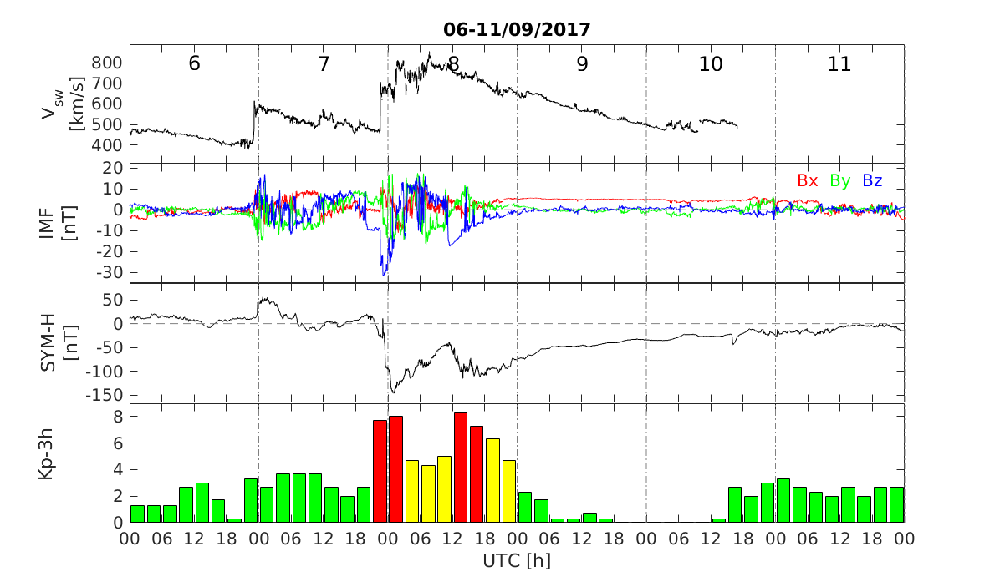 06-11/09/2017
6 7 8 9 10 11
V_sw [km/s]
800
700
600
500
400
Bx By Bz
IMF [nT]
20
10
0
-10
-20
-30
SYM-H [nT]
50
0
-50
-100
-150
Kp-3h
8
6
4
2
0
00 06 12 18 00 06 12 18 00 06 12 18 00 06 12 18 00 06 12 18 00 06 12 18 00
UTC [h]